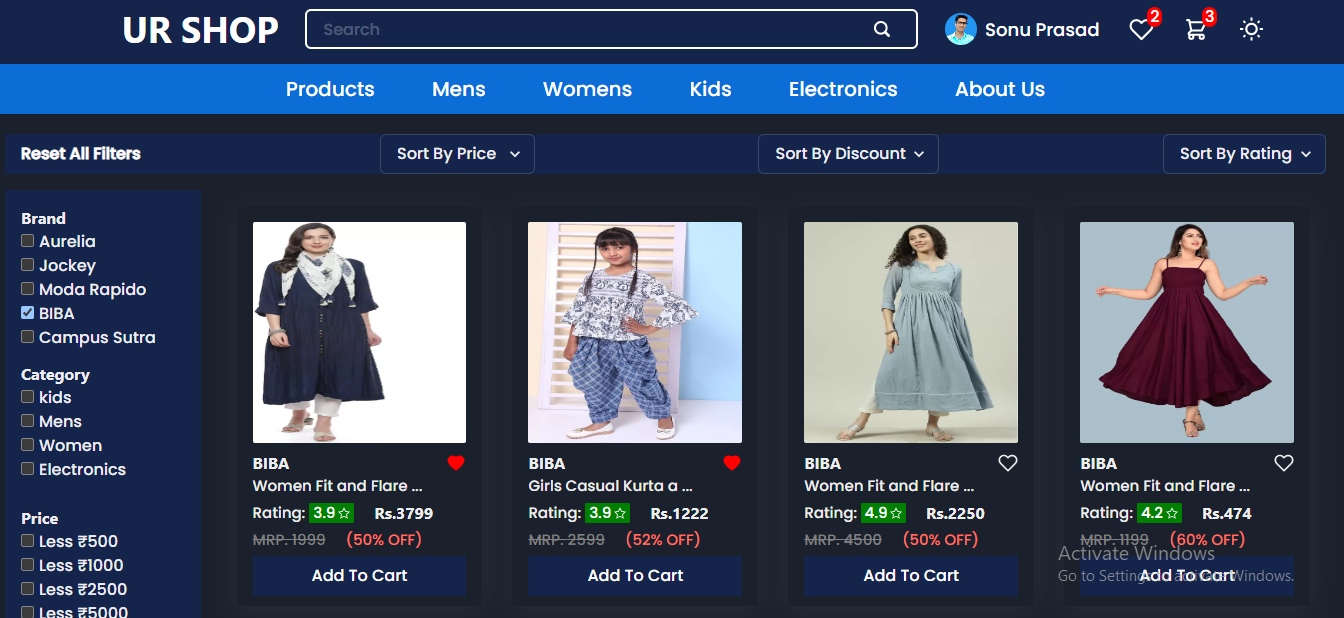 UR SHOP Search Sonu Prasad 2 3
Products Mens Womens Kids Electronics About Us
Reset All Filters Sort By Price Sort By Discount Sort By Rating
Brand
Aurelia
Jockey
Moda Rapido
BIBA
Campus Sutra
Category
kids
Mens
Women
Electronics
Price
Less ₹500
Less ₹1000
Less ₹2500
Less ₹5000
BIBA
Women Fit and Flare ...
Rating: 3.9 Rs.3799
MRP. 1999 (50% OFF)
Add To Cart
BIBA
Girls Casual Kurta a ...
Rating: 3.9 Rs.1222
MRP. 2599 (52% OFF)
Add To Cart
BIBA
Women Fit and Flare ...
Rating: 4.9 Rs.2250
MRP. 4500 (50% OFF)
Add To Cart
BIBA
Women Fit and Flare ...
Rating: 4.2 Rs.474
MRP. 1199 (60% OFF)
Add To Cart
Activate Windows
Go to Settings to activate Windows.